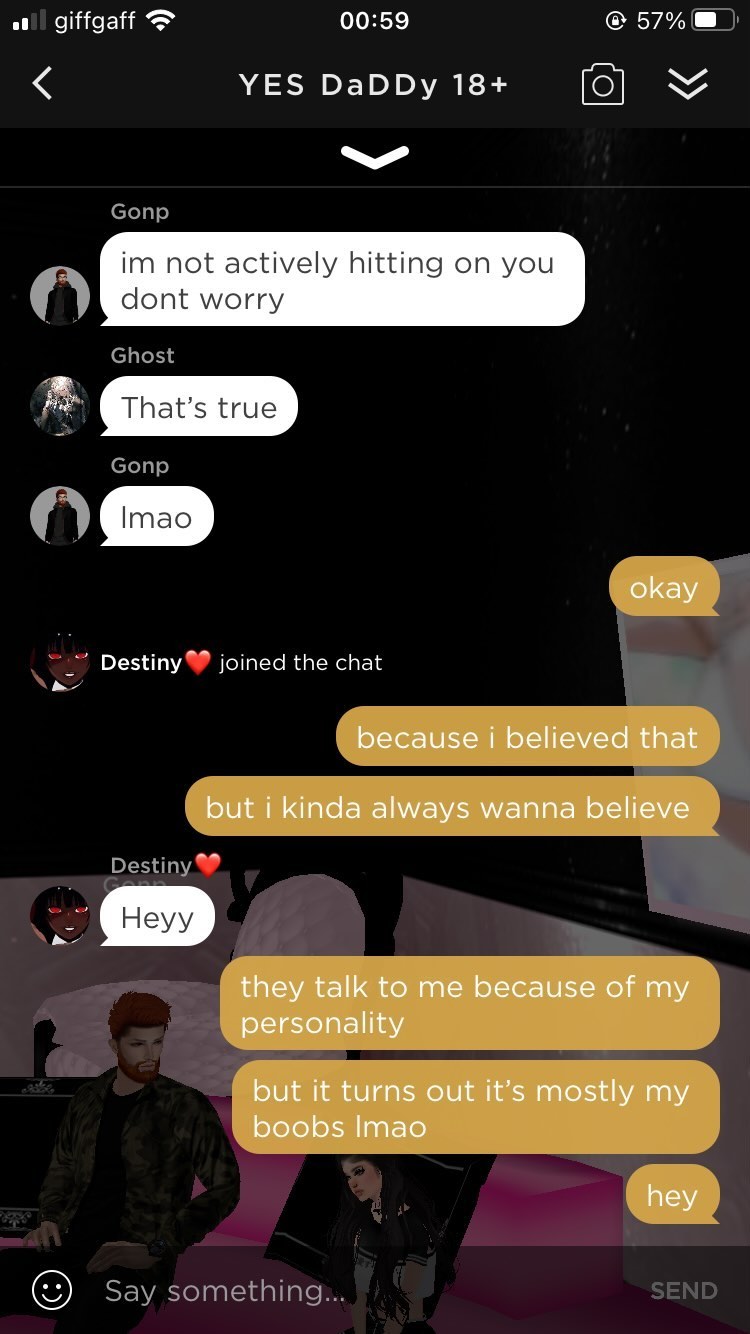 giffgaff
00:59
57%
YES DaDDy 18+
Gonp
im not actively hitting on you
dont worry
Ghost
That's true
Gonp
lmao
okay
Destiny❤️ joined the chat
because i believed that
but i kinda always wanna believe
Destiny❤️
Gonp
Heyy
they talk to me because of my
personality
but it turns out it's mostly my
boobs lmao
hey
Say something...
SEND